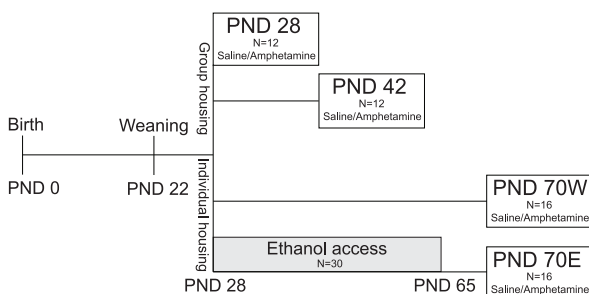 PND 28
N=12
Saline/Amphetamine
Group housing
PND 42
N=12
Saline/Amphetamine
Birth
Weaning
PND 0
PND 22
Individual housing
PND 70W
N=16
Saline/Amphetamine
Ethanol access
N=30
PND 70E
N=16
Saline/Amphetamine
PND 28
PND 65